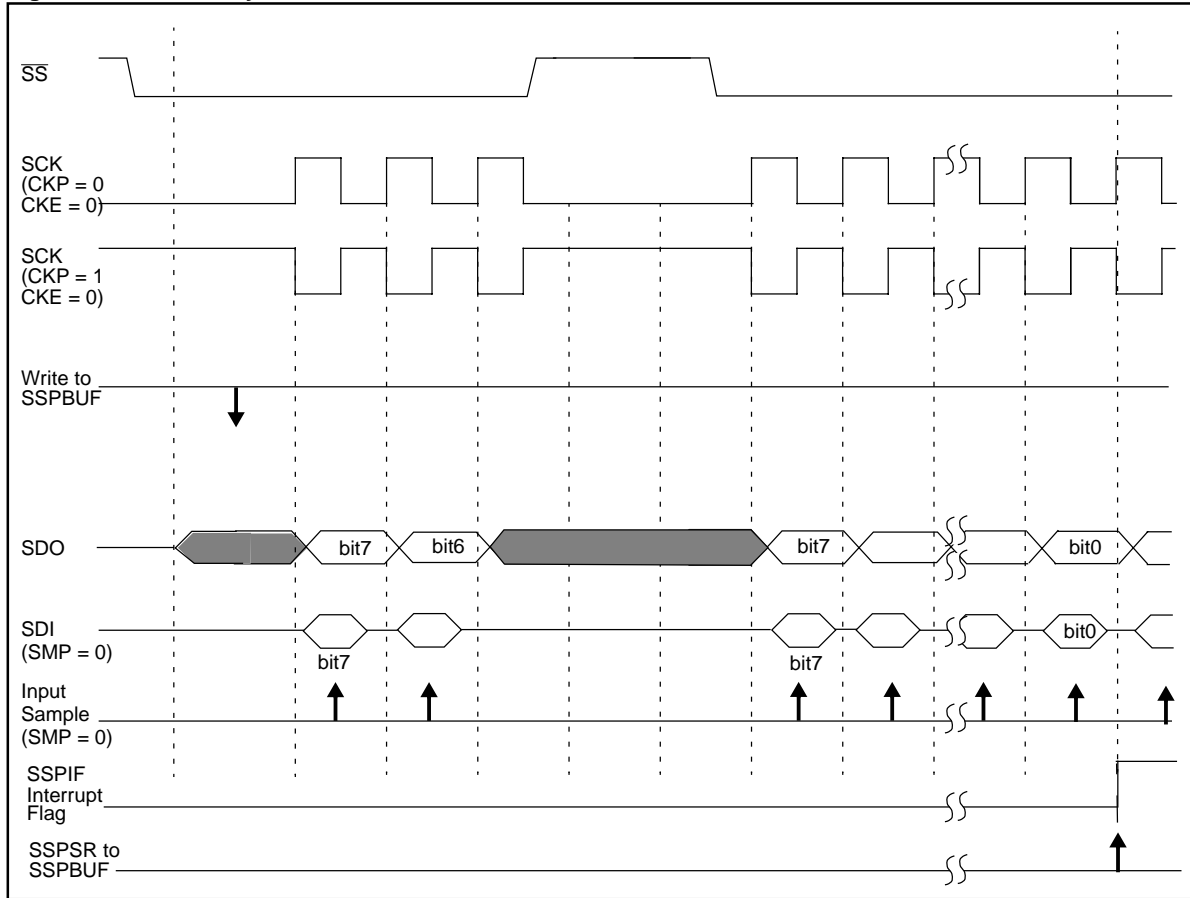 SS
SCK
(CKP = 0
CKE = 0)
SCK
(CKP = 1
CKE = 0)
Write to
SSPBUF
SDO
bit7
bit6
bit7
bit0
SDI
(SMP = 0)
bit7
bit7
bit0
Input
Sample
(SMP = 0)
SSPIF
Interrupt
Flag
SSPSR to
SSPBUF